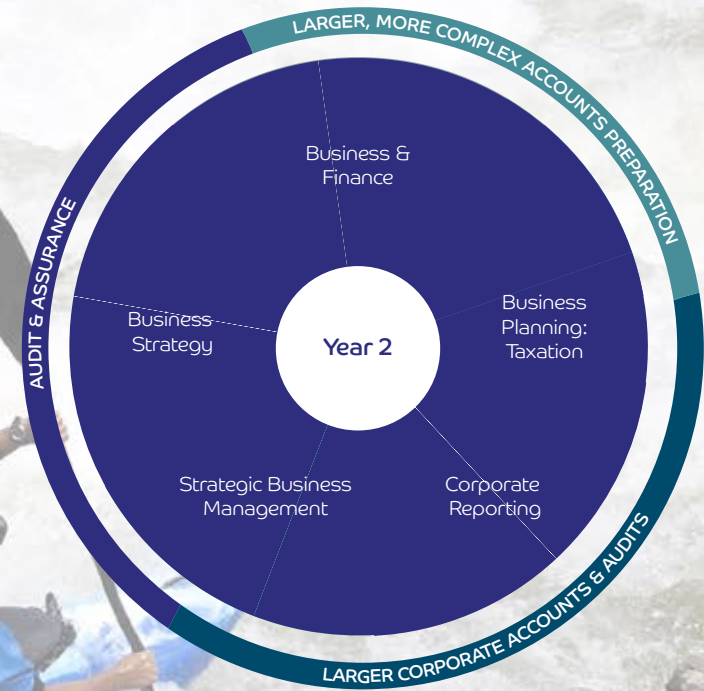 LARGER, MORE COMPLEX ACCOUNTS PREPARATION
Business &
Finance
AUDIT & ASSURANCE
Business
Strategy
Year 2
Business
Planning:
Taxation
Strategic Business
Management
Corporate
Reporting
LARGER CORPORATE ACCOUNTS & AUDITS